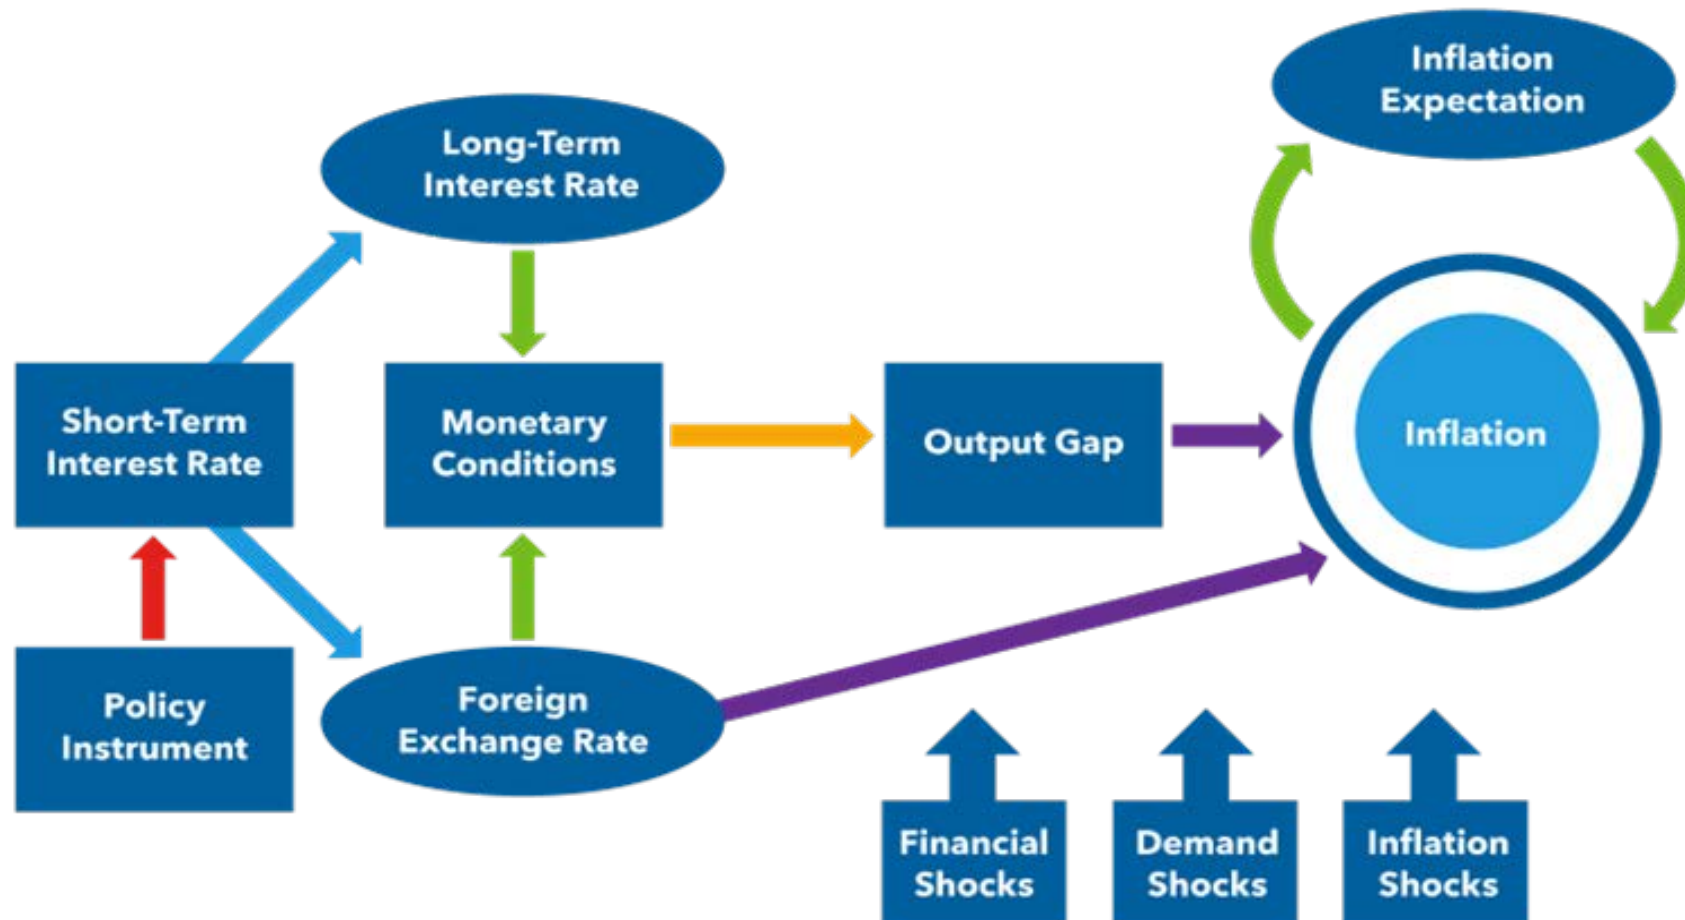 Inflation
Expectation
Long-Term
Interest Rate
Short-Term
Interest Rate
Monetary
Conditions
Output Gap
Inflation
Policy
Instrument
Foreign
Exchange Rate
Financial
Shocks
Demand
Shocks
Inflation
Shocks